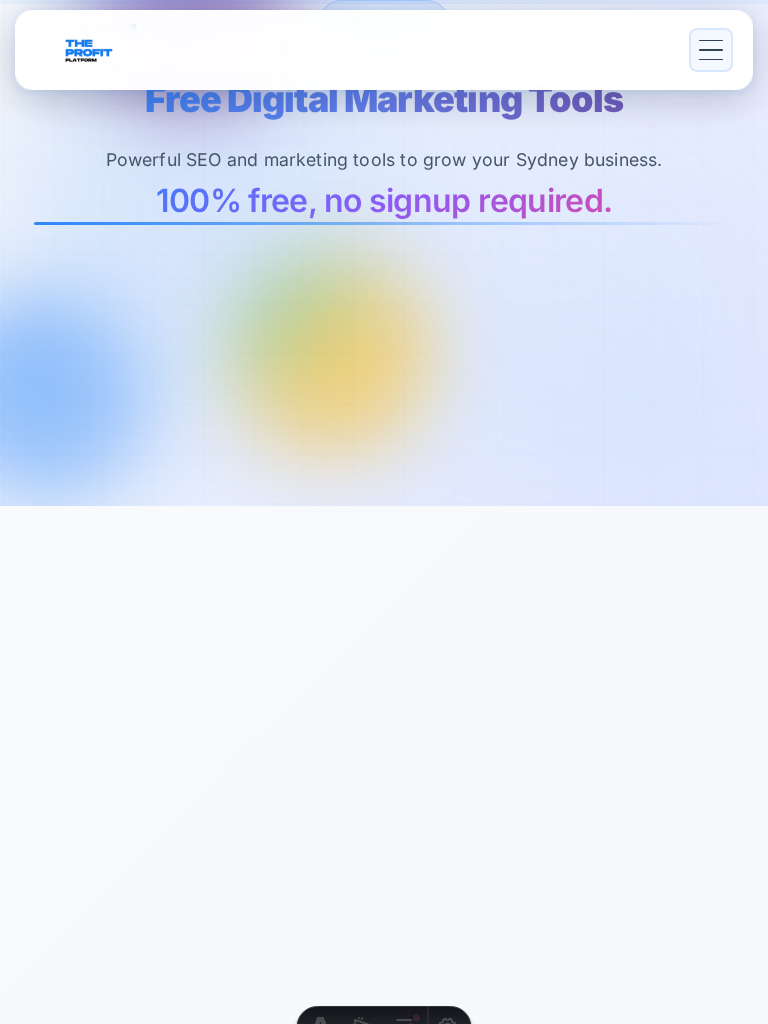 THE
PROFIT
PLATFORM
Free Digital Marketing Tools
Powerful SEO and marketing tools to grow your Sydney business.
100% free, no signup required.